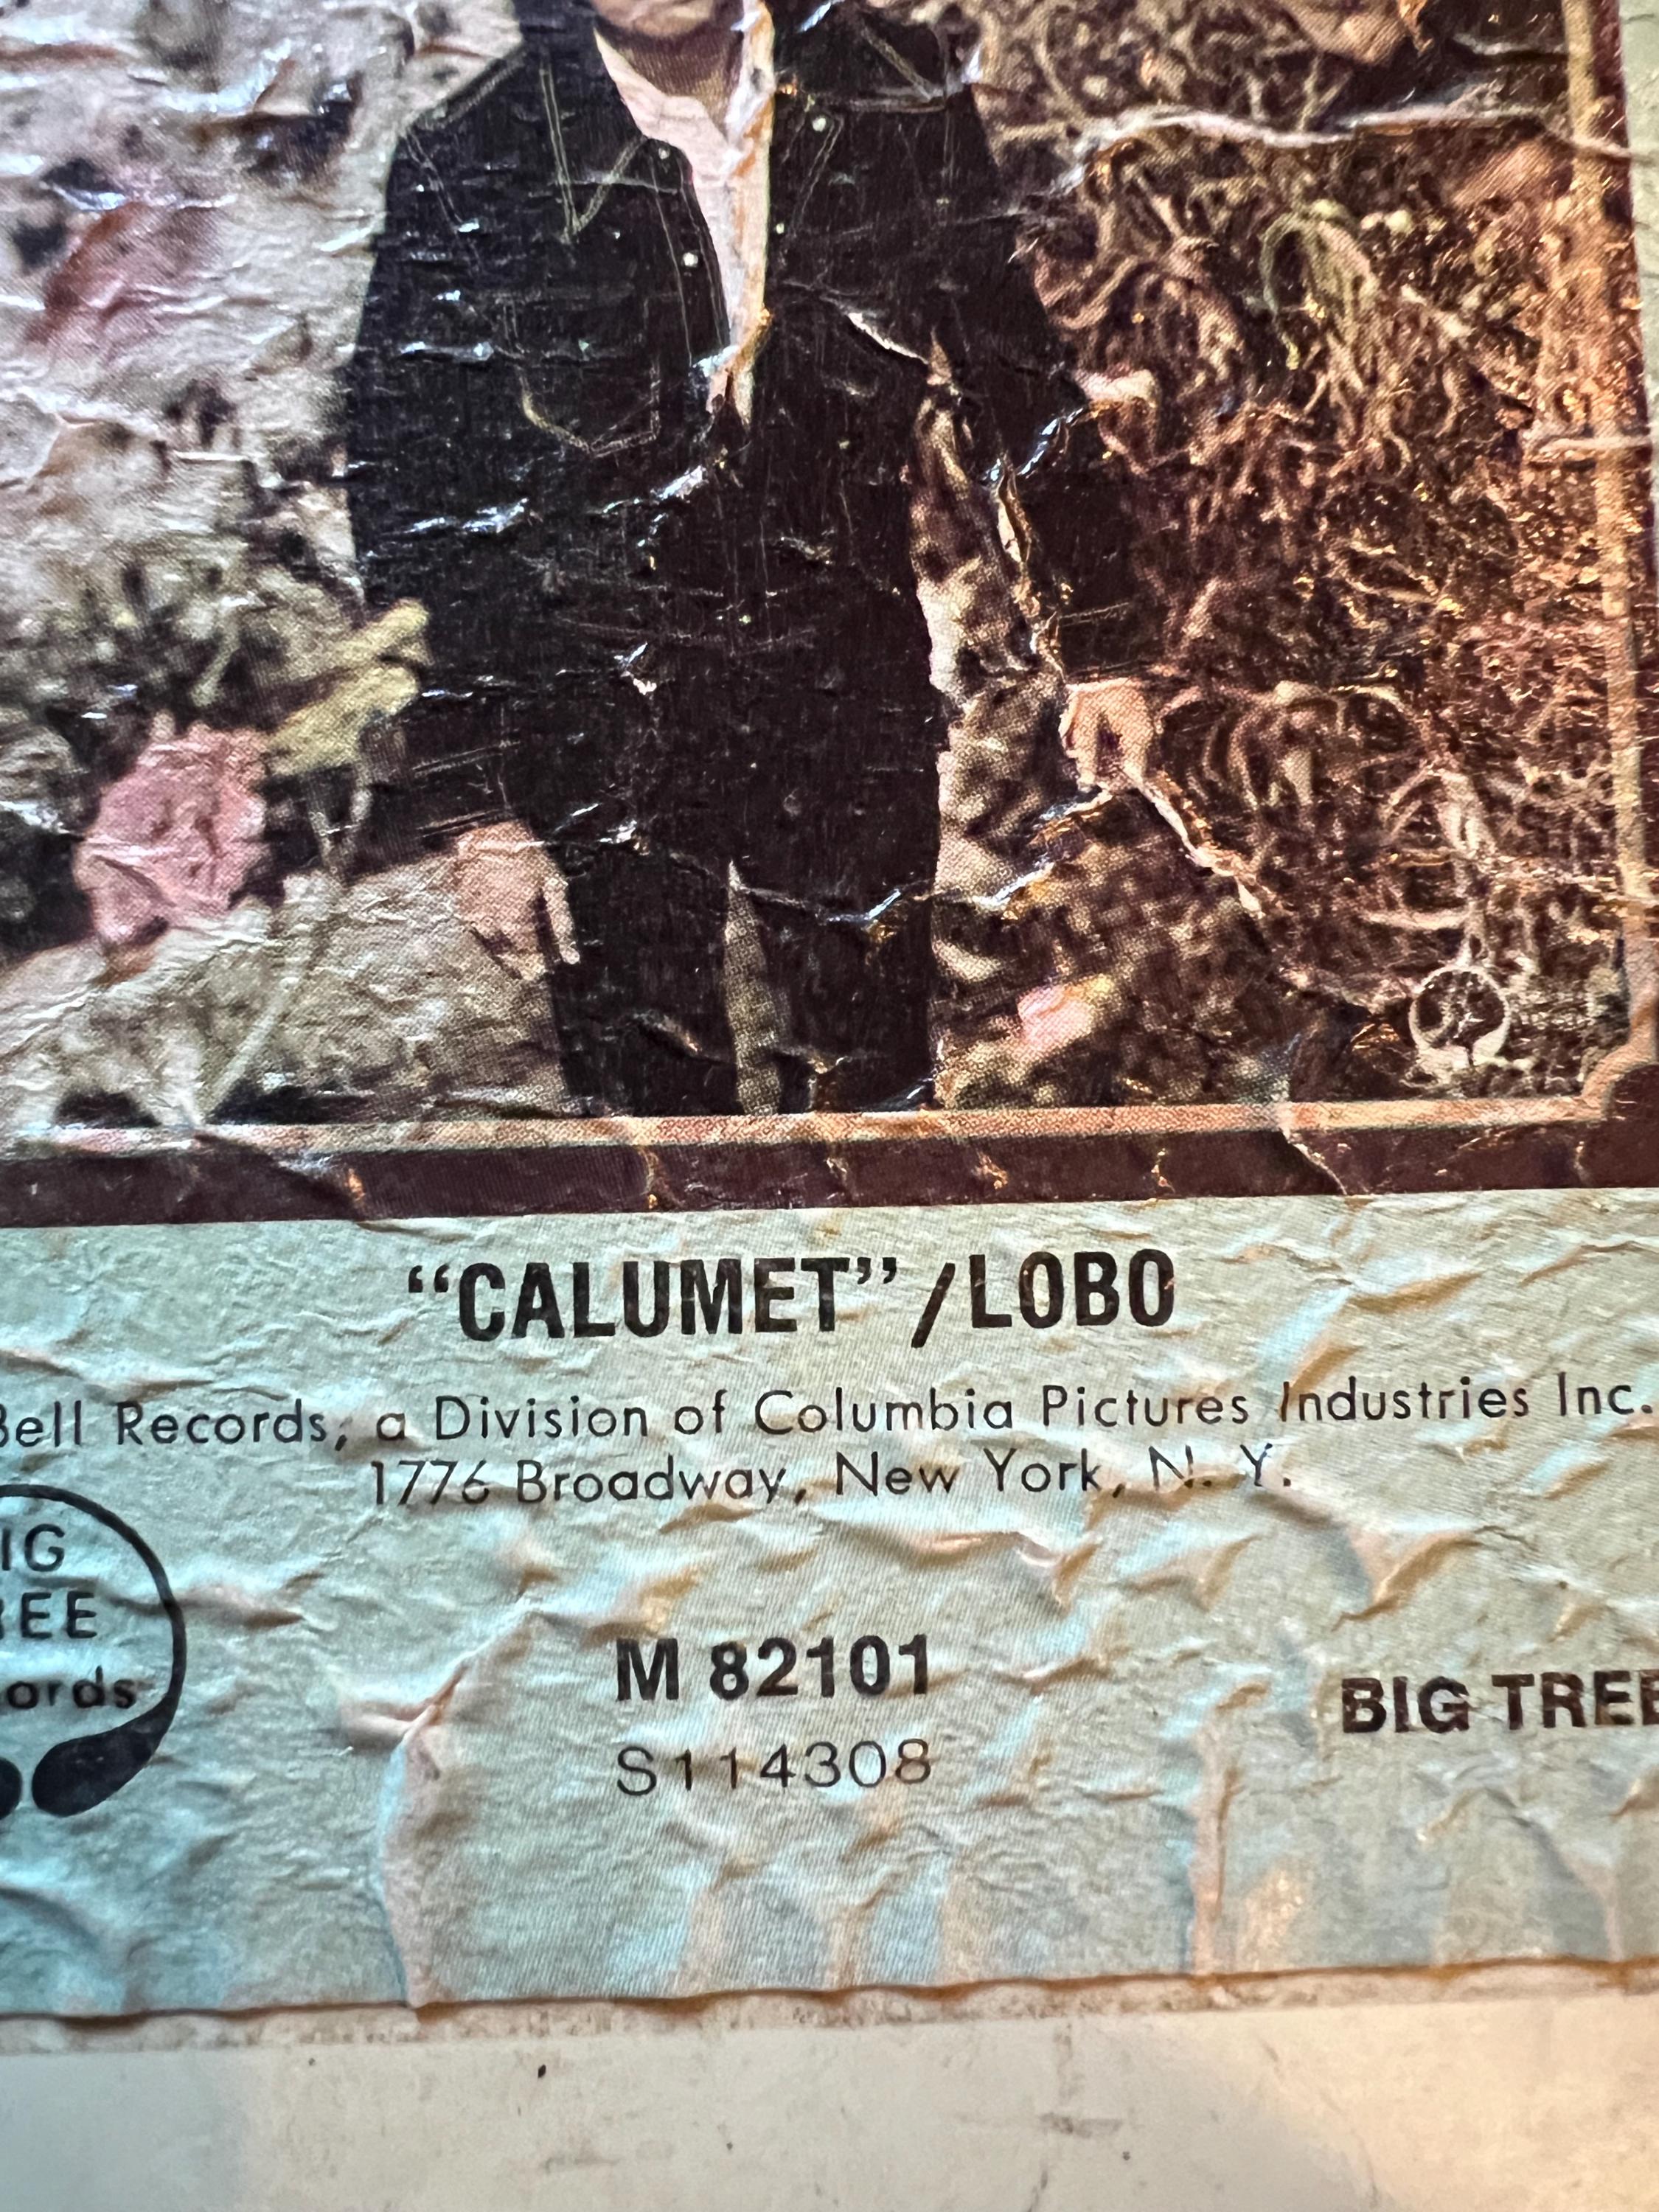 "CALUMET"/LOBO
Bell Records, a Division of Columbia Pictures Industries Inc.
1776 Broadway, New York, N. Y.
IG
EE
ords
M 82101
BIG TREE
S114308